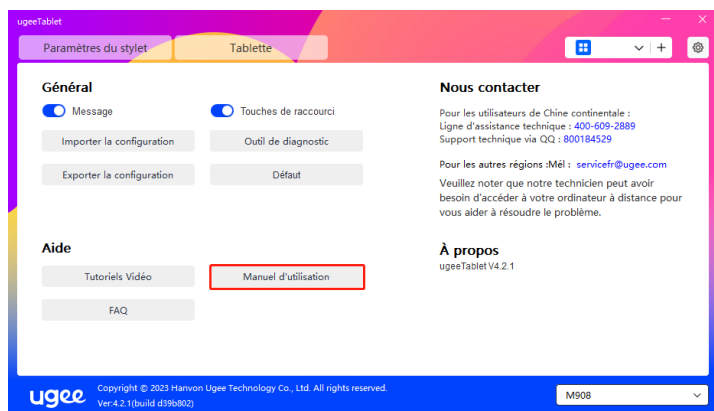 ugeeTablet
Paramètres du stylet
Tablette
Général
Message
Touches de raccourci
Importer la configuration
Outil de diagnostic
Exporter la configuration
Défaut
Aide
Tutoriels Vidéo
Manuel d'utilisation
FAQ
Nous contacter
Pour les utilisateurs de Chine continentale :
Ligne d'assistance technique : 400-609-2889
Support technique via QQ : 800184529
Pour les autres régions :Mél : servicefr@ugee.com
Veuillez noter que notre technicien peut avoir
besoin d'accéder à votre ordinateur à distance pour
vous aider à résoudre le problème.
À propos
ugeeTablet V4.2.1
ugee
Copyright © 2023 Hanvon Ugee Technology Co., Ltd. All rights reserved.
Ver:4.2.1(build d39b802)
M908